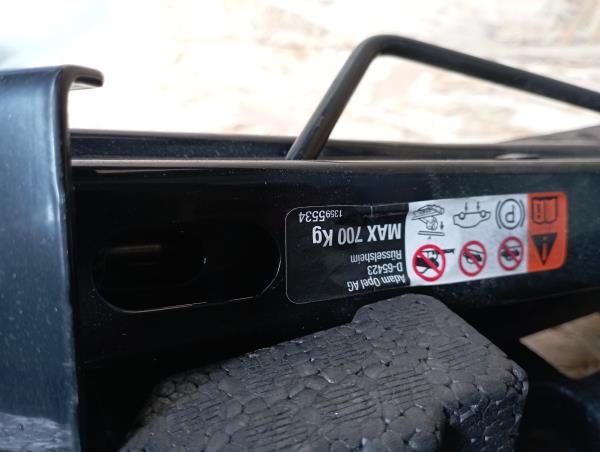 Adam Opel AG
D-65423
Rüsselsheim
MAX 700 Kg
13595534
P